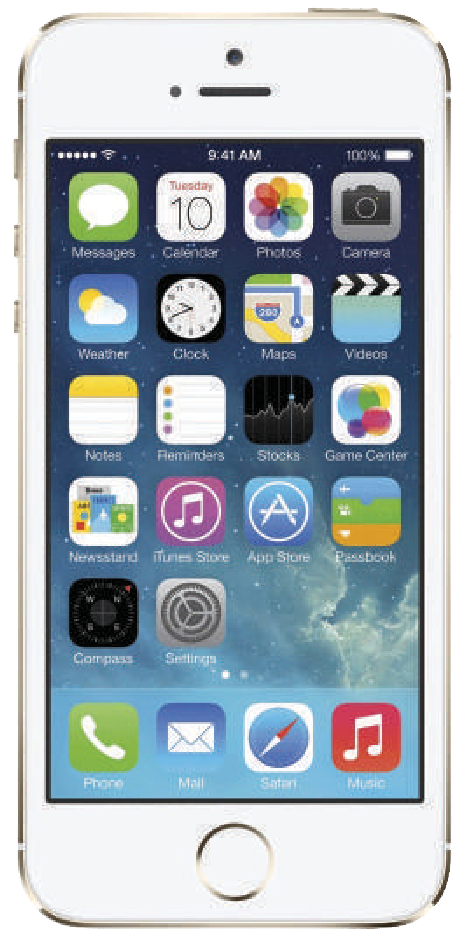 9:41 AM 100%
Tuesday
10
Messages Calendar Photos Camera
280
Weather Clock Maps Videos
Notes Reminders Stocks Game Center
Newsstand iTunes Store App Store Passbook
N
W E
S
Compass Settings
Phone Mail Safari Music